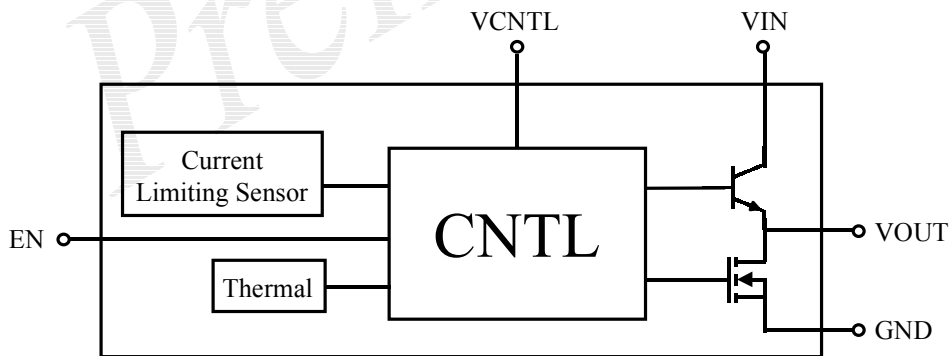 VCNTL
VIN
Current
Limiting Sensor
CNTL
EN
VOUT
Thermal
GND